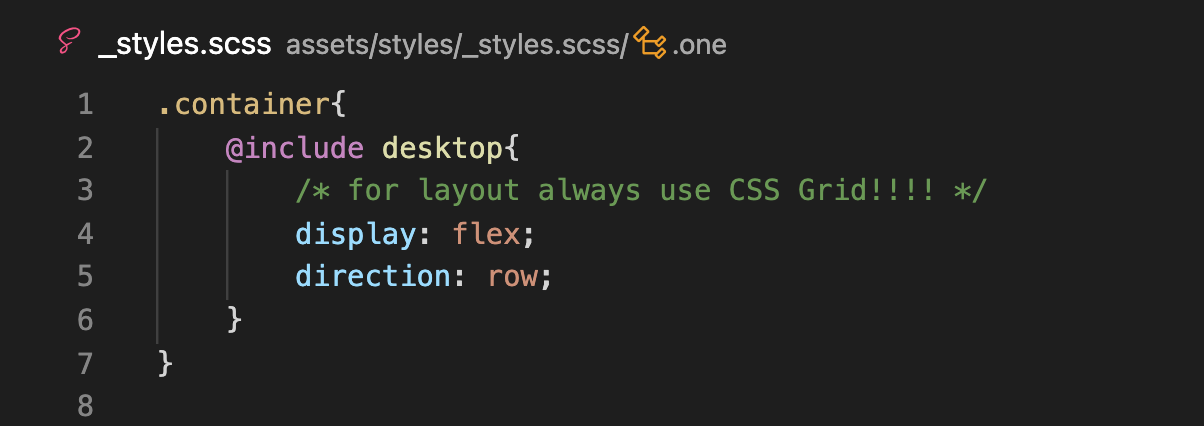 _styles.scss assets/styles/_styles.scss/ .one
1 .container{
2 @include desktop{
3 /* for layout always use CSS Grid!!!! */
4 display: flex;
5 direction: row;
6 }
7 }
8